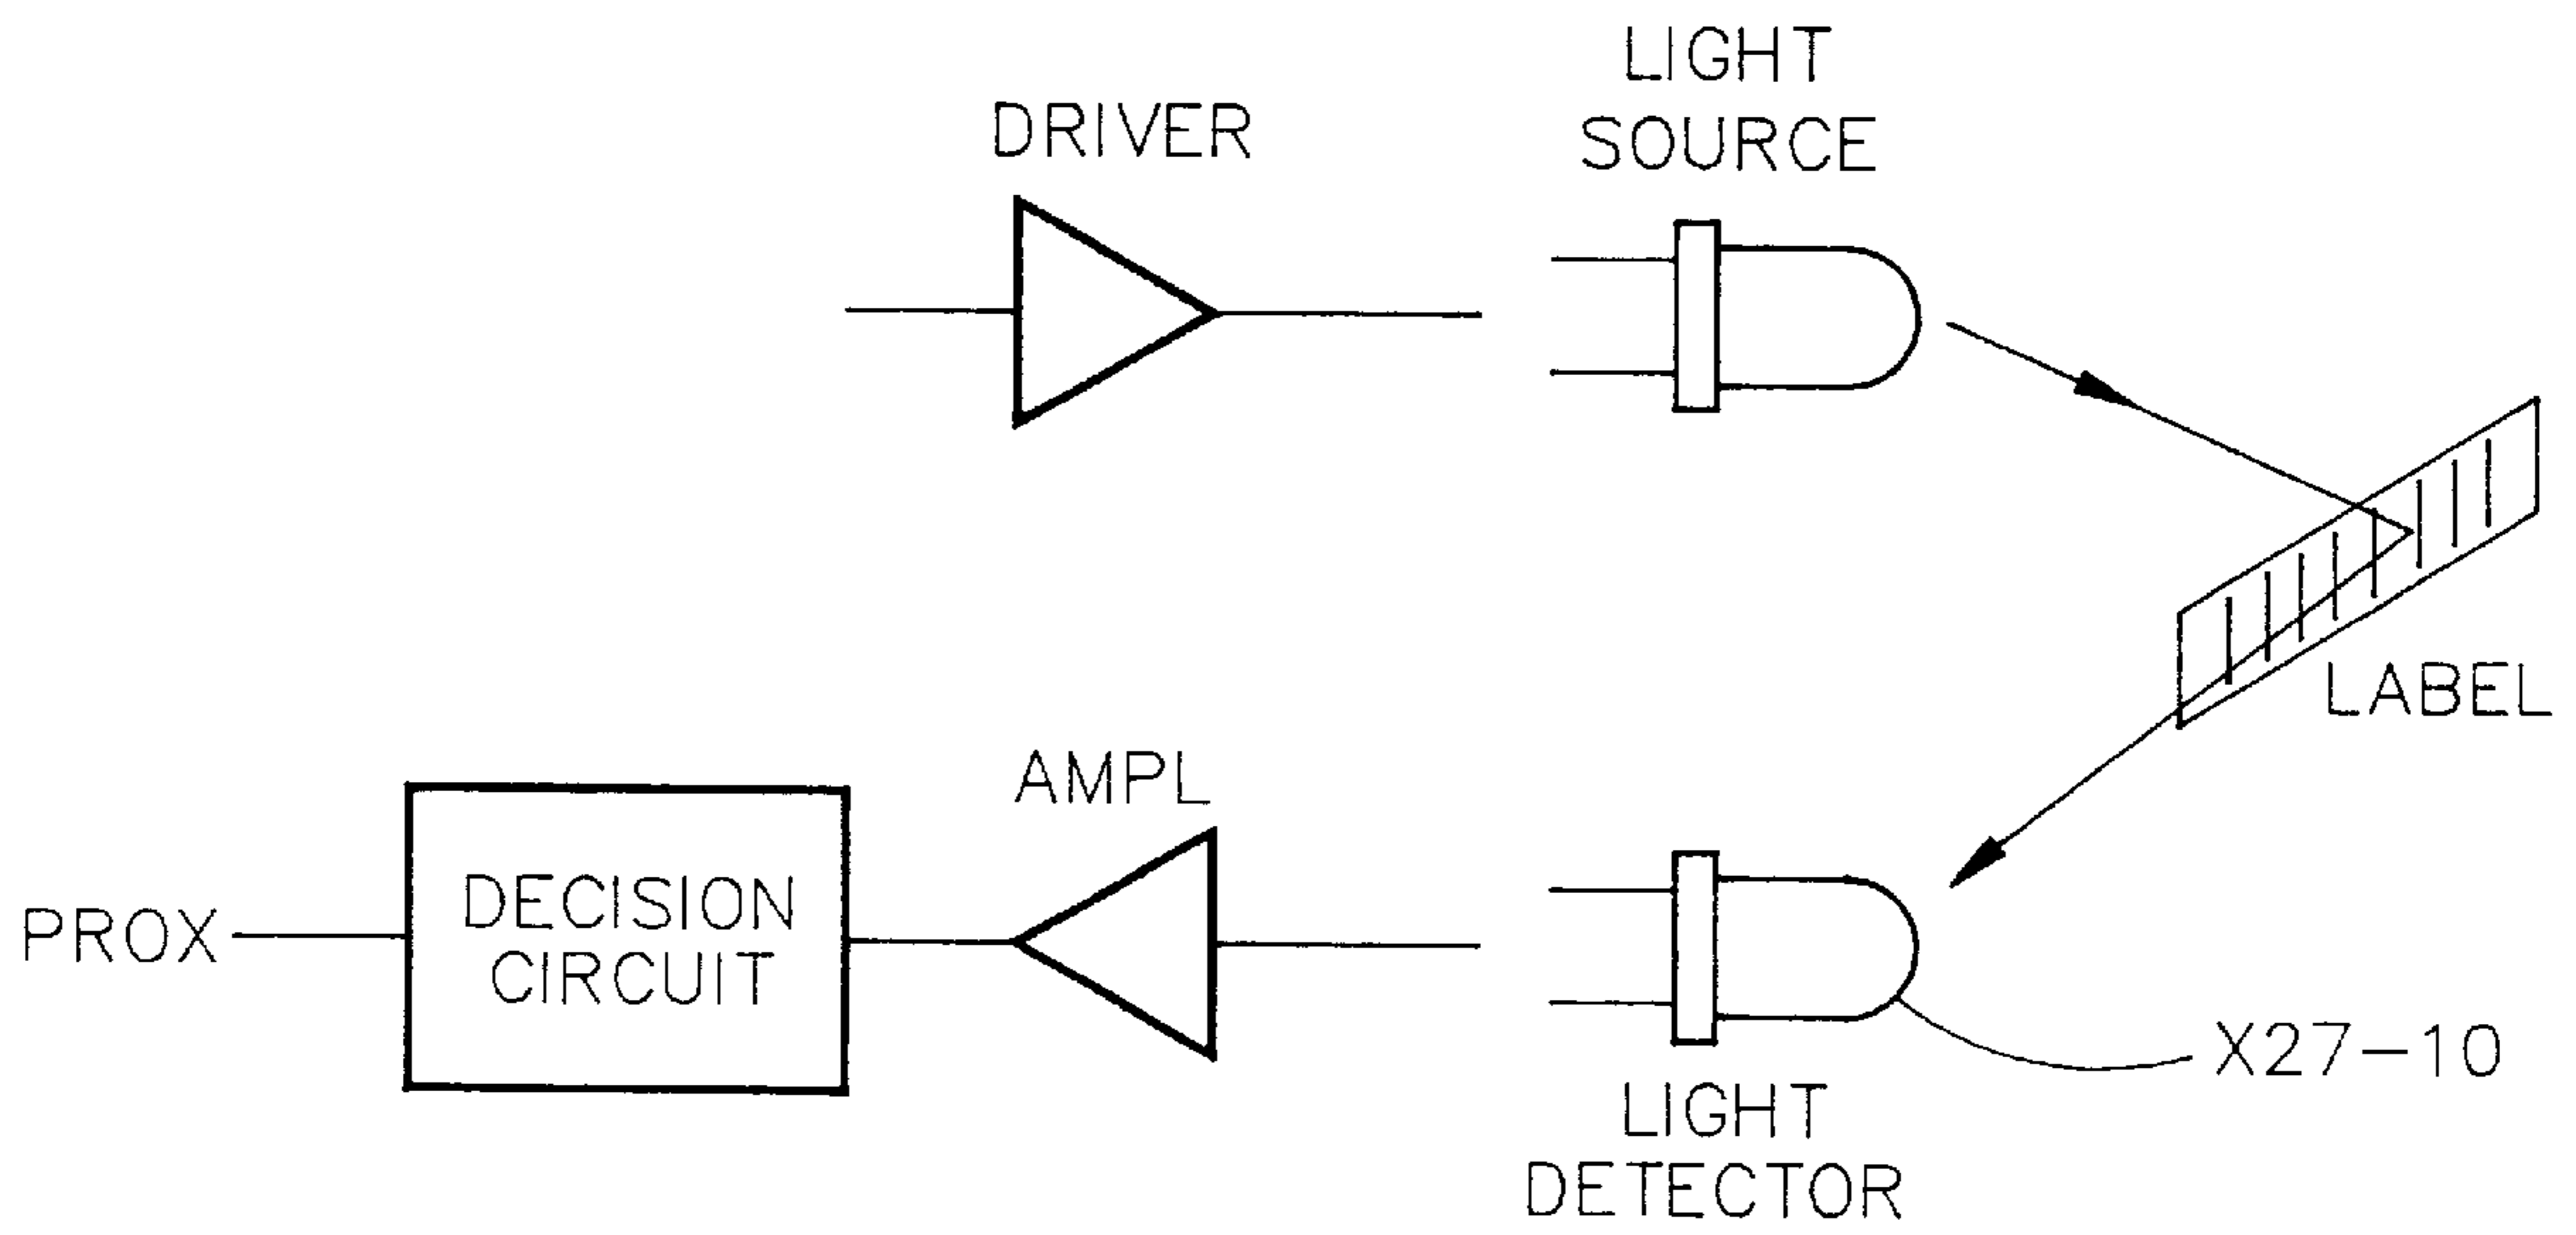 LIGHT
SOURCE
DRIVER
LABEL
AMPL
DECISION
CIRCUIT
PROX
X27-10
LIGHT
DETECTOR